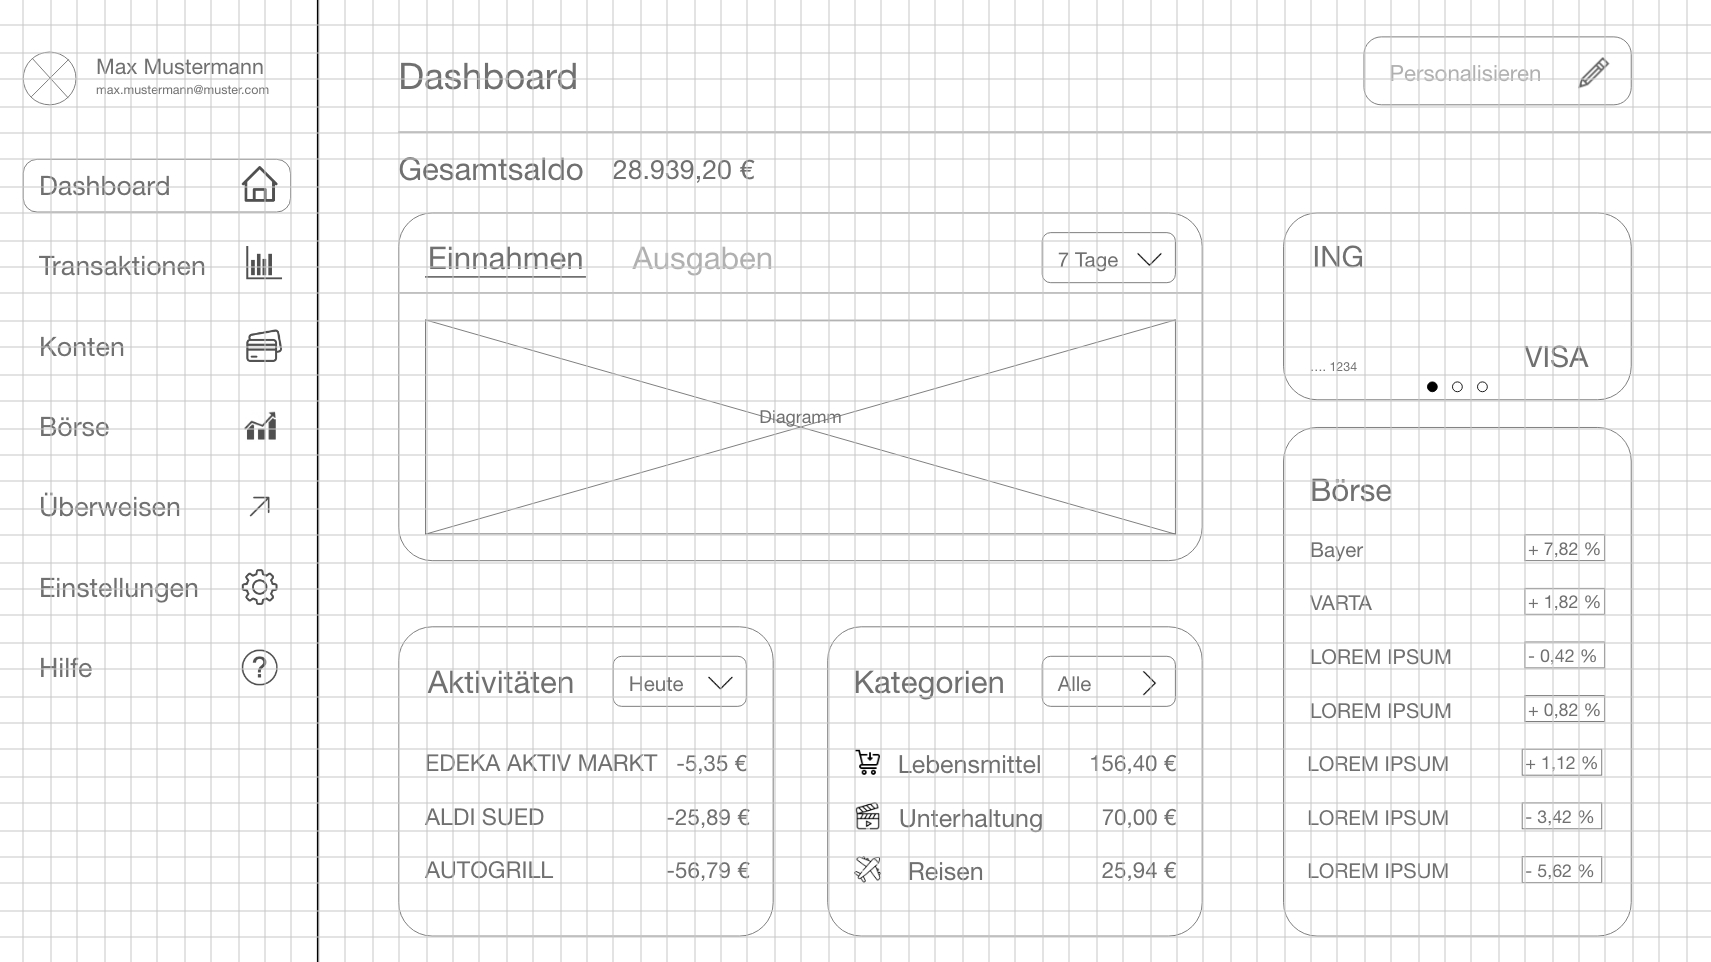 Max Mustermann
max.mustermann@muster.com
Dashboard
Transaktionen
Konten
Börse
Überweisen
Einstellungen
Hilfe
?
Dashboard
Personalisieren
Gesamtsaldo 28.939,20 €
Einnahmen Ausgaben 7 Tage
Diagramm
ING
.... 1234
VISA
Aktivitäten Heute
EDEKA AKTIV MARKT -5,35 €
ALDI SUED -25,89 €
AUTOGRILL -56,79 €
Kategorien Alle
Lebensmittel 156,40 €
Unterhaltung 70,00 €
Reisen 25,94 €
Börse
Bayer + 7,82 %
VARTA + 1,82 %
LOREM IPSUM - 0,42 %
LOREM IPSUM + 0,82 %
LOREM IPSUM + 1,12 %
LOREM IPSUM - 3,42 %
LOREM IPSUM - 5,62 %